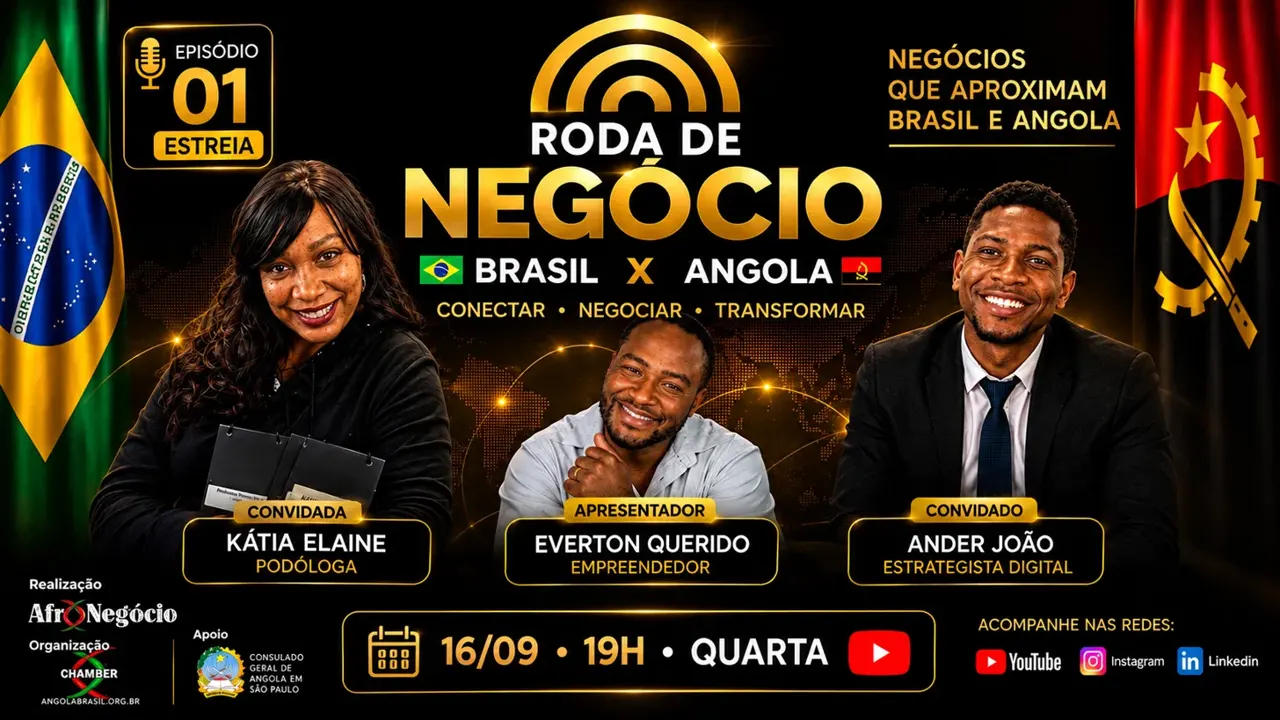 EPISÓDIO
01
ESTREIA
RODA DE
NEGÓCIO
BRASIL X ANGOLA
CONECTAR • NEGOCIAR • TRANSFORMAR
NEGÓCIOS
QUE APROXIMAM
BRASIL E ANGOLA
CONVIDADA
KÁTIA ELAINE
PODÓLOGA
APRESENTADOR
EVERTON QUERIDO
EMPREENDEDOR
CONVIDADO
ANDER JOÃO
ESTRATEGISTA DIGITAL
Realização
AfroNegócio
Organização
CHAMBER
ANGOLABRASIL.ORG.BR
Apoio
CONSULADO
GERAL DE
ANGOLA EM
SÃO PAULO
16/09 • 19H • QUARTA
ACOMPANHE NAS REDES:
YouTube
Instagram
Linkedin